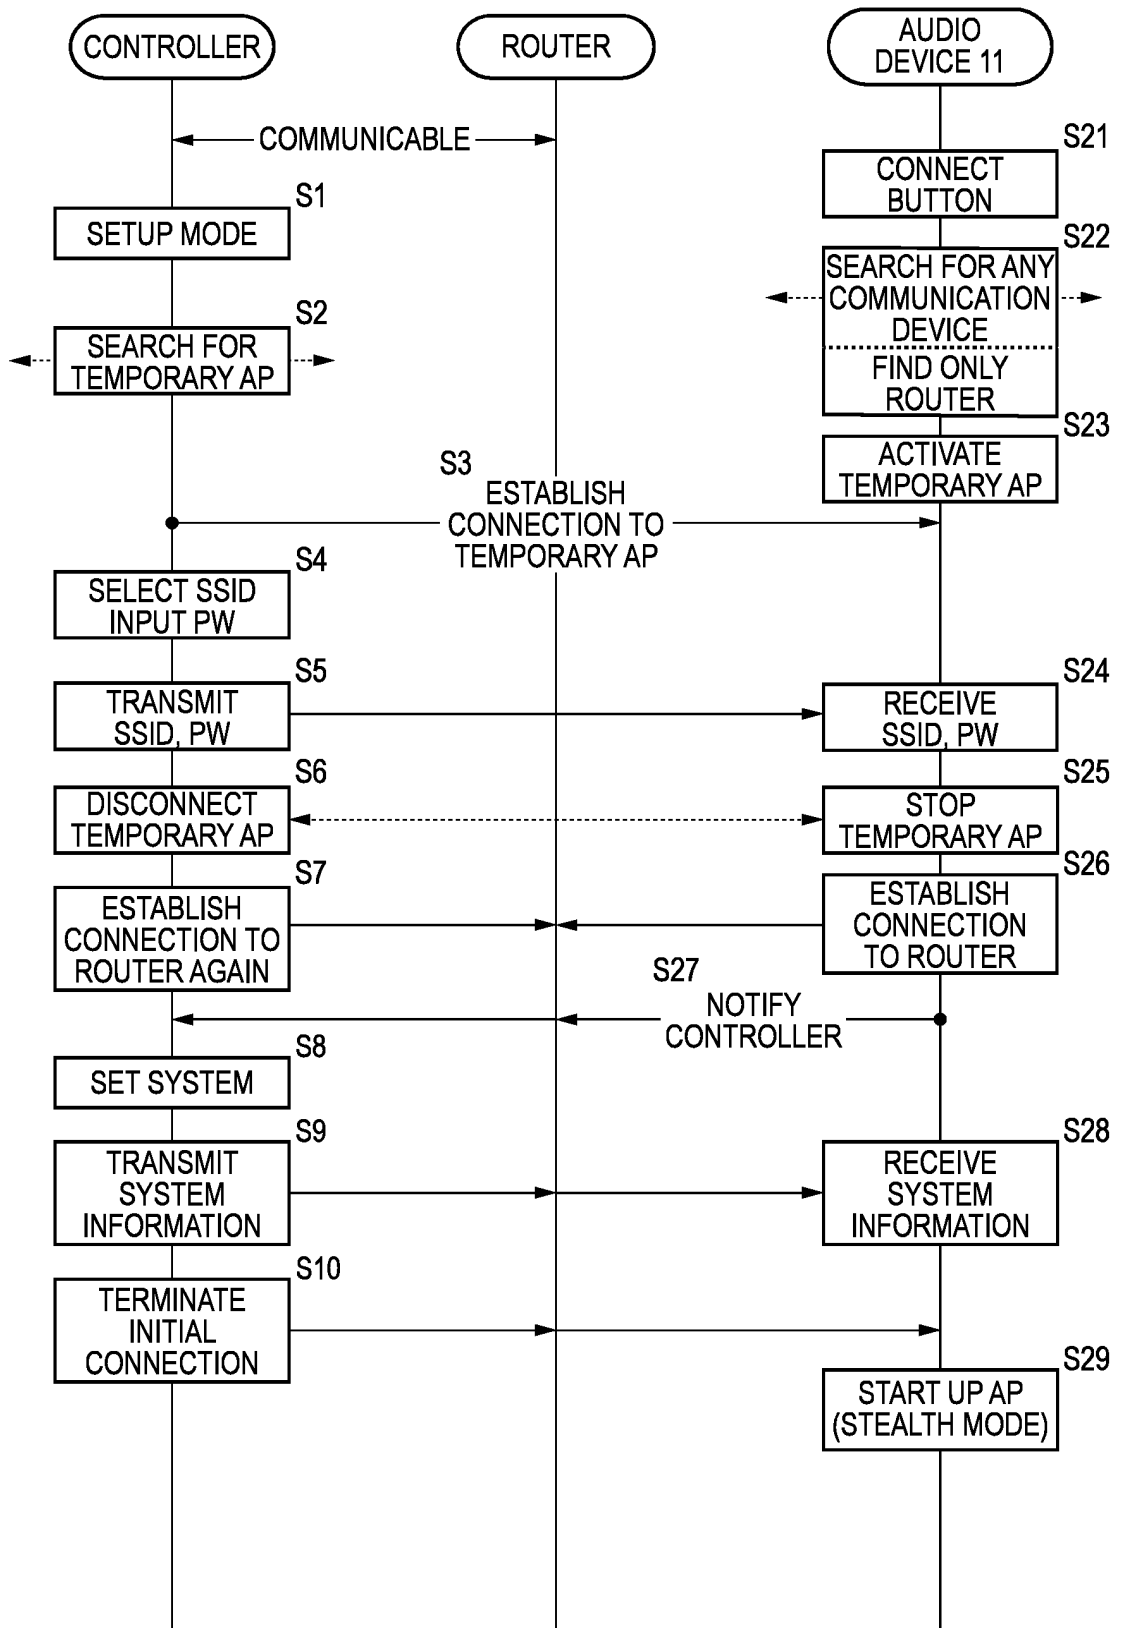 CONTROLLER
ROUTER
AUDIO
DEVICE 11
COMMUNICABLE
S21
CONNECT
BUTTON
S1
SETUP MODE
S22
SEARCH FOR ANY
COMMUNICATION
DEVICE
FIND ONLY
ROUTER
S2
SEARCH FOR
TEMPORARY AP
S23
ACTIVATE
TEMPORARY AP
S3
ESTABLISH
CONNECTION TO
TEMPORARY AP
S4
SELECT SSID
INPUT PW
S5
TRANSMIT
SSID, PW
S24
RECEIVE
SSID, PW
S6
DISCONNECT
TEMPORARY AP
S25
STOP
TEMPORARY AP
S7
ESTABLISH
CONNECTION TO
ROUTER AGAIN
S26
ESTABLISH
CONNECTION
TO ROUTER
S27
NOTIFY
CONTROLLER
S8
SET SYSTEM
S9
TRANSMIT
SYSTEM
INFORMATION
S28
RECEIVE
SYSTEM
INFORMATION
S10
TERMINATE
INITIAL
CONNECTION
S29
START UP AP
(STEALTH MODE)